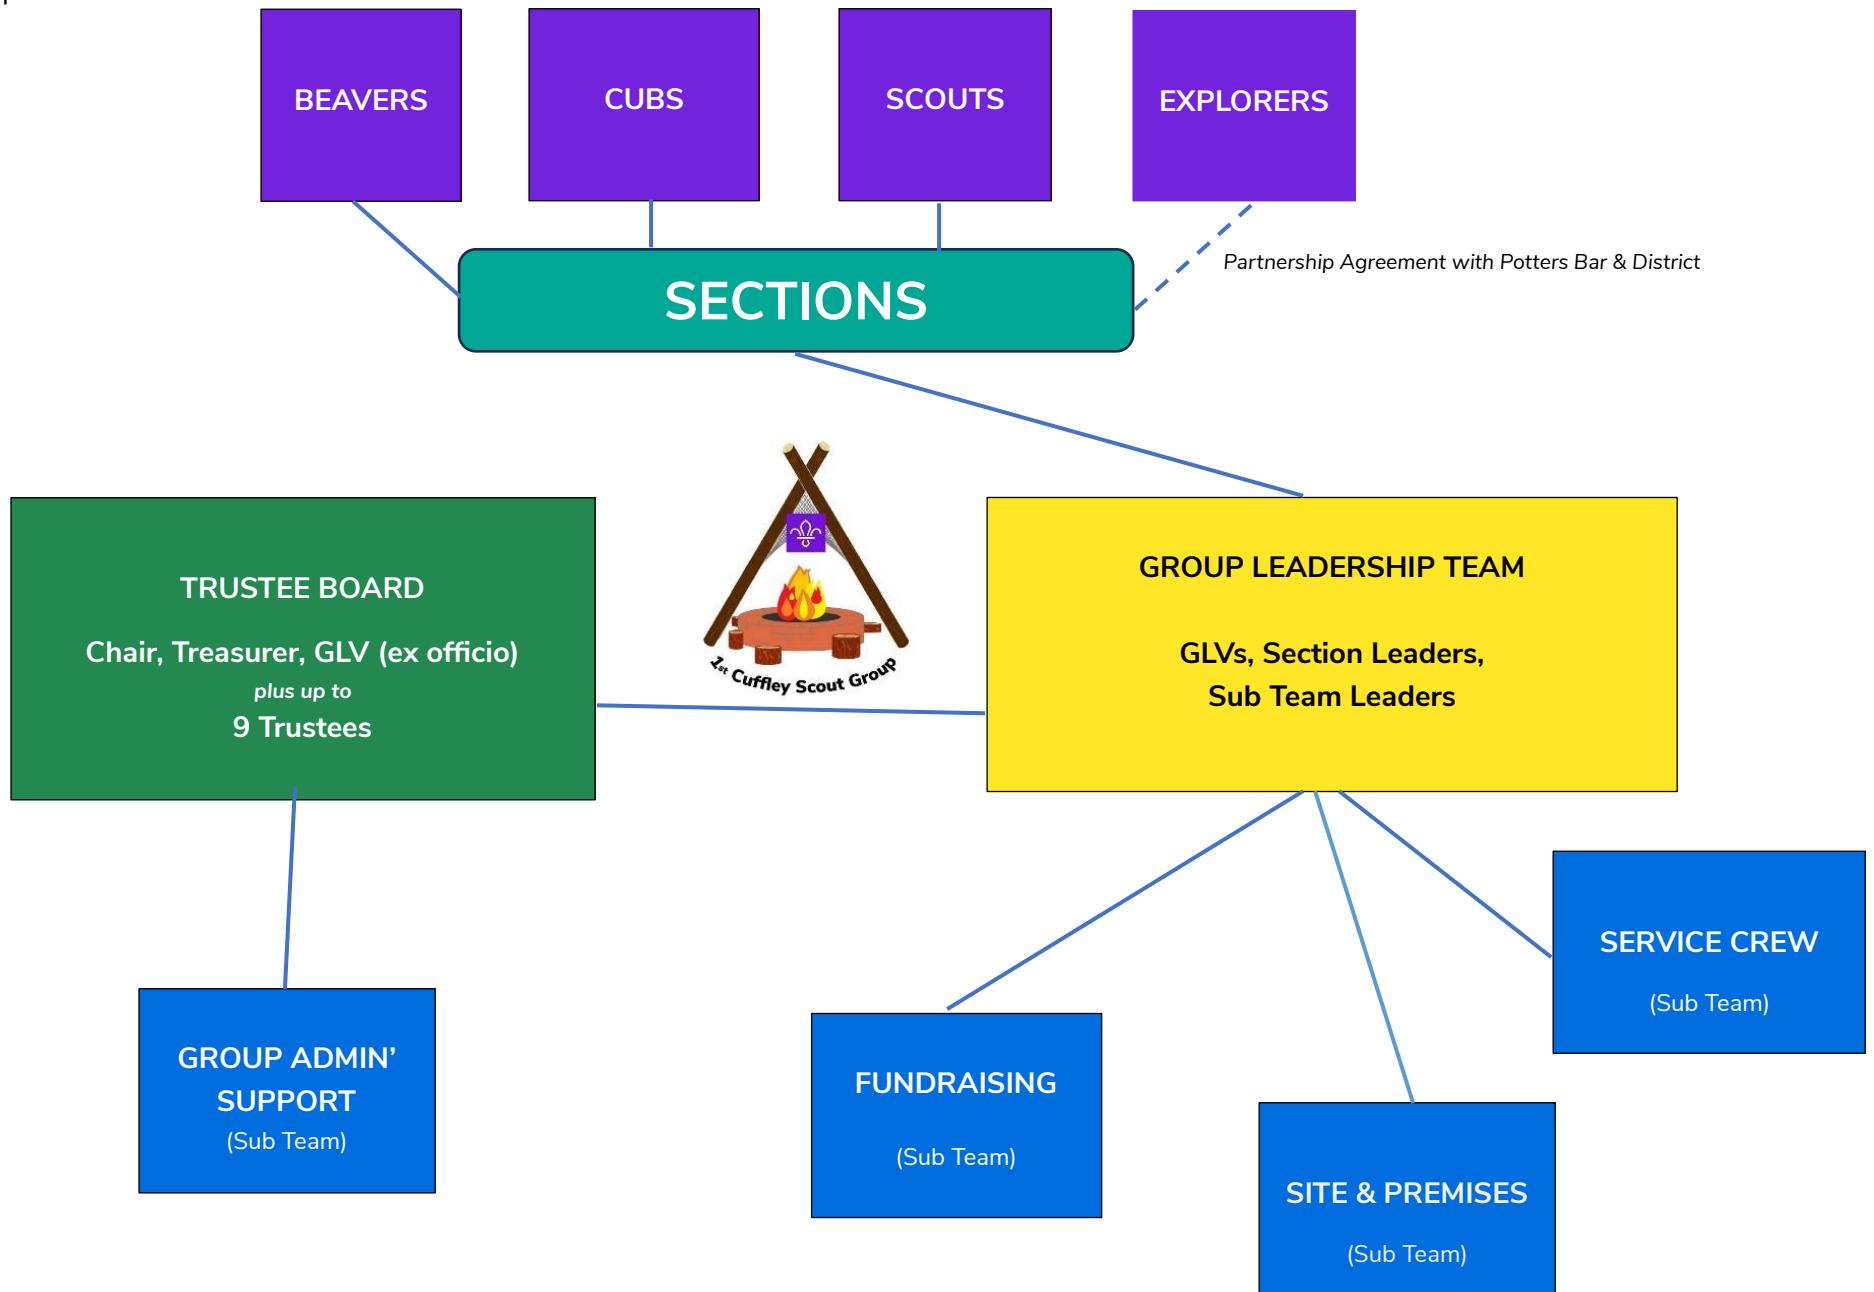 BEAVERS
CUBS
SCOUTS
EXPLORERS
Partnership Agreement with Potters Bar & District
SECTIONS
TRUSTEE BOARD
Chair, Treasurer, GLV (ex officio)
plus up to
9 Trustees
1st Cuffley Scout Group
GROUP LEADERSHIP TEAM
GLVs, Section Leaders,
Sub Team Leaders
GROUP ADMIN’
SUPPORT
(Sub Team)
FUNDRAISING
(Sub Team)
SITE & PREMISES
(Sub Team)
SERVICE CREW
(Sub Team)